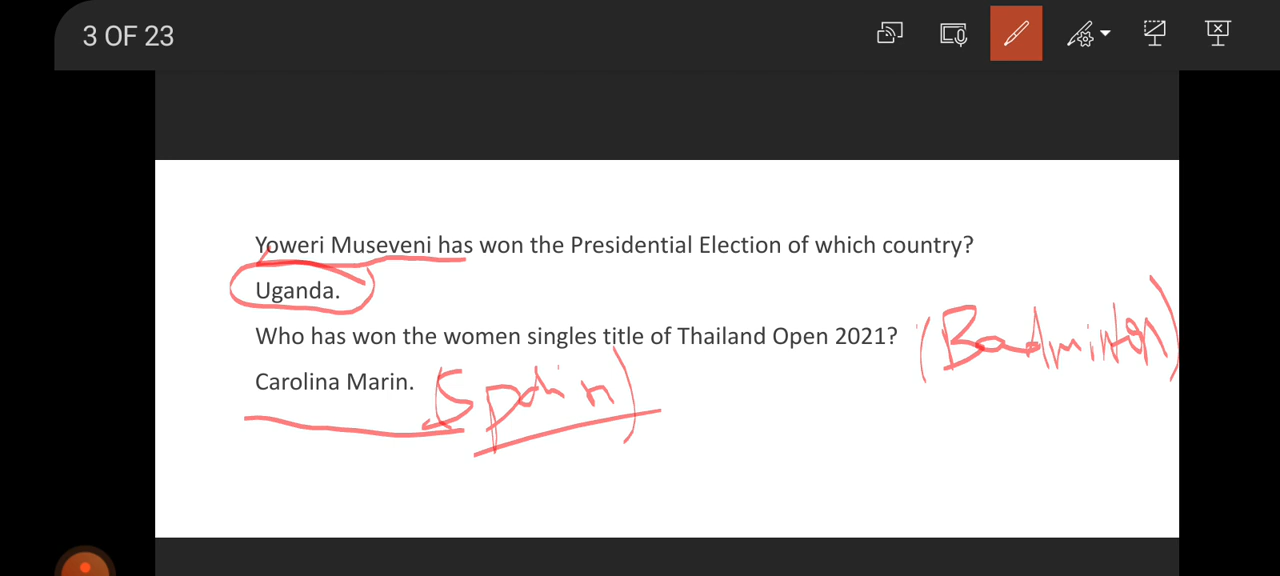 3 OF 23
Yoweri Museveni has won the Presidential Election of which country?
Uganda.
Who has won the women singles title of Thailand Open 2021? (Badminton)
Carolina Marin. Spain)